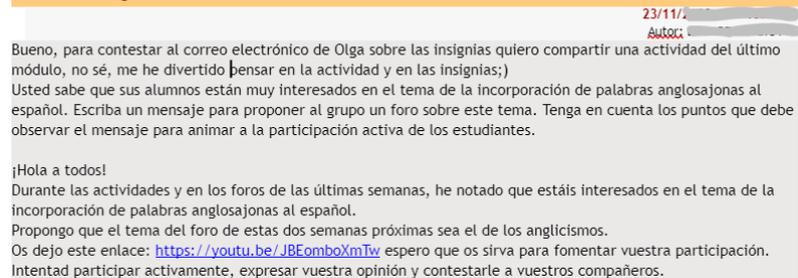 23/11/
Autor:
Bueno, para contestar al correo electrónico de Olga sobre las insignias quiero compartir una actividad del último
módulo, no sé, me he divertido pensar en la actividad y en las insignias;)
Usted sabe que sus alumnos están muy interesados en el tema de la incorporación de palabras anglosajonas al
español. Escriba un mensaje para proponer al grupo un foro sobre este tema. Tenga en cuenta los puntos que debe
observar el mensaje para animar a la participación activa de los estudiantes.
¡Hola a todos!
Durante las actividades y en los foros de las últimas semanas, he notado que estáis interesados en el tema de la
incorporación de palabras anglosajonas al español.
Propongo que el tema del foro de estas dos semanas próximas sea el de los anglicismos.
Os dejo este enlace: https://youtu.be/JBEomboXmTw espero que os sirva para fomentar vuestra participación.
Intentad participar activamente, expresar vuestra opinión y contestarle a vuestros compañeros.